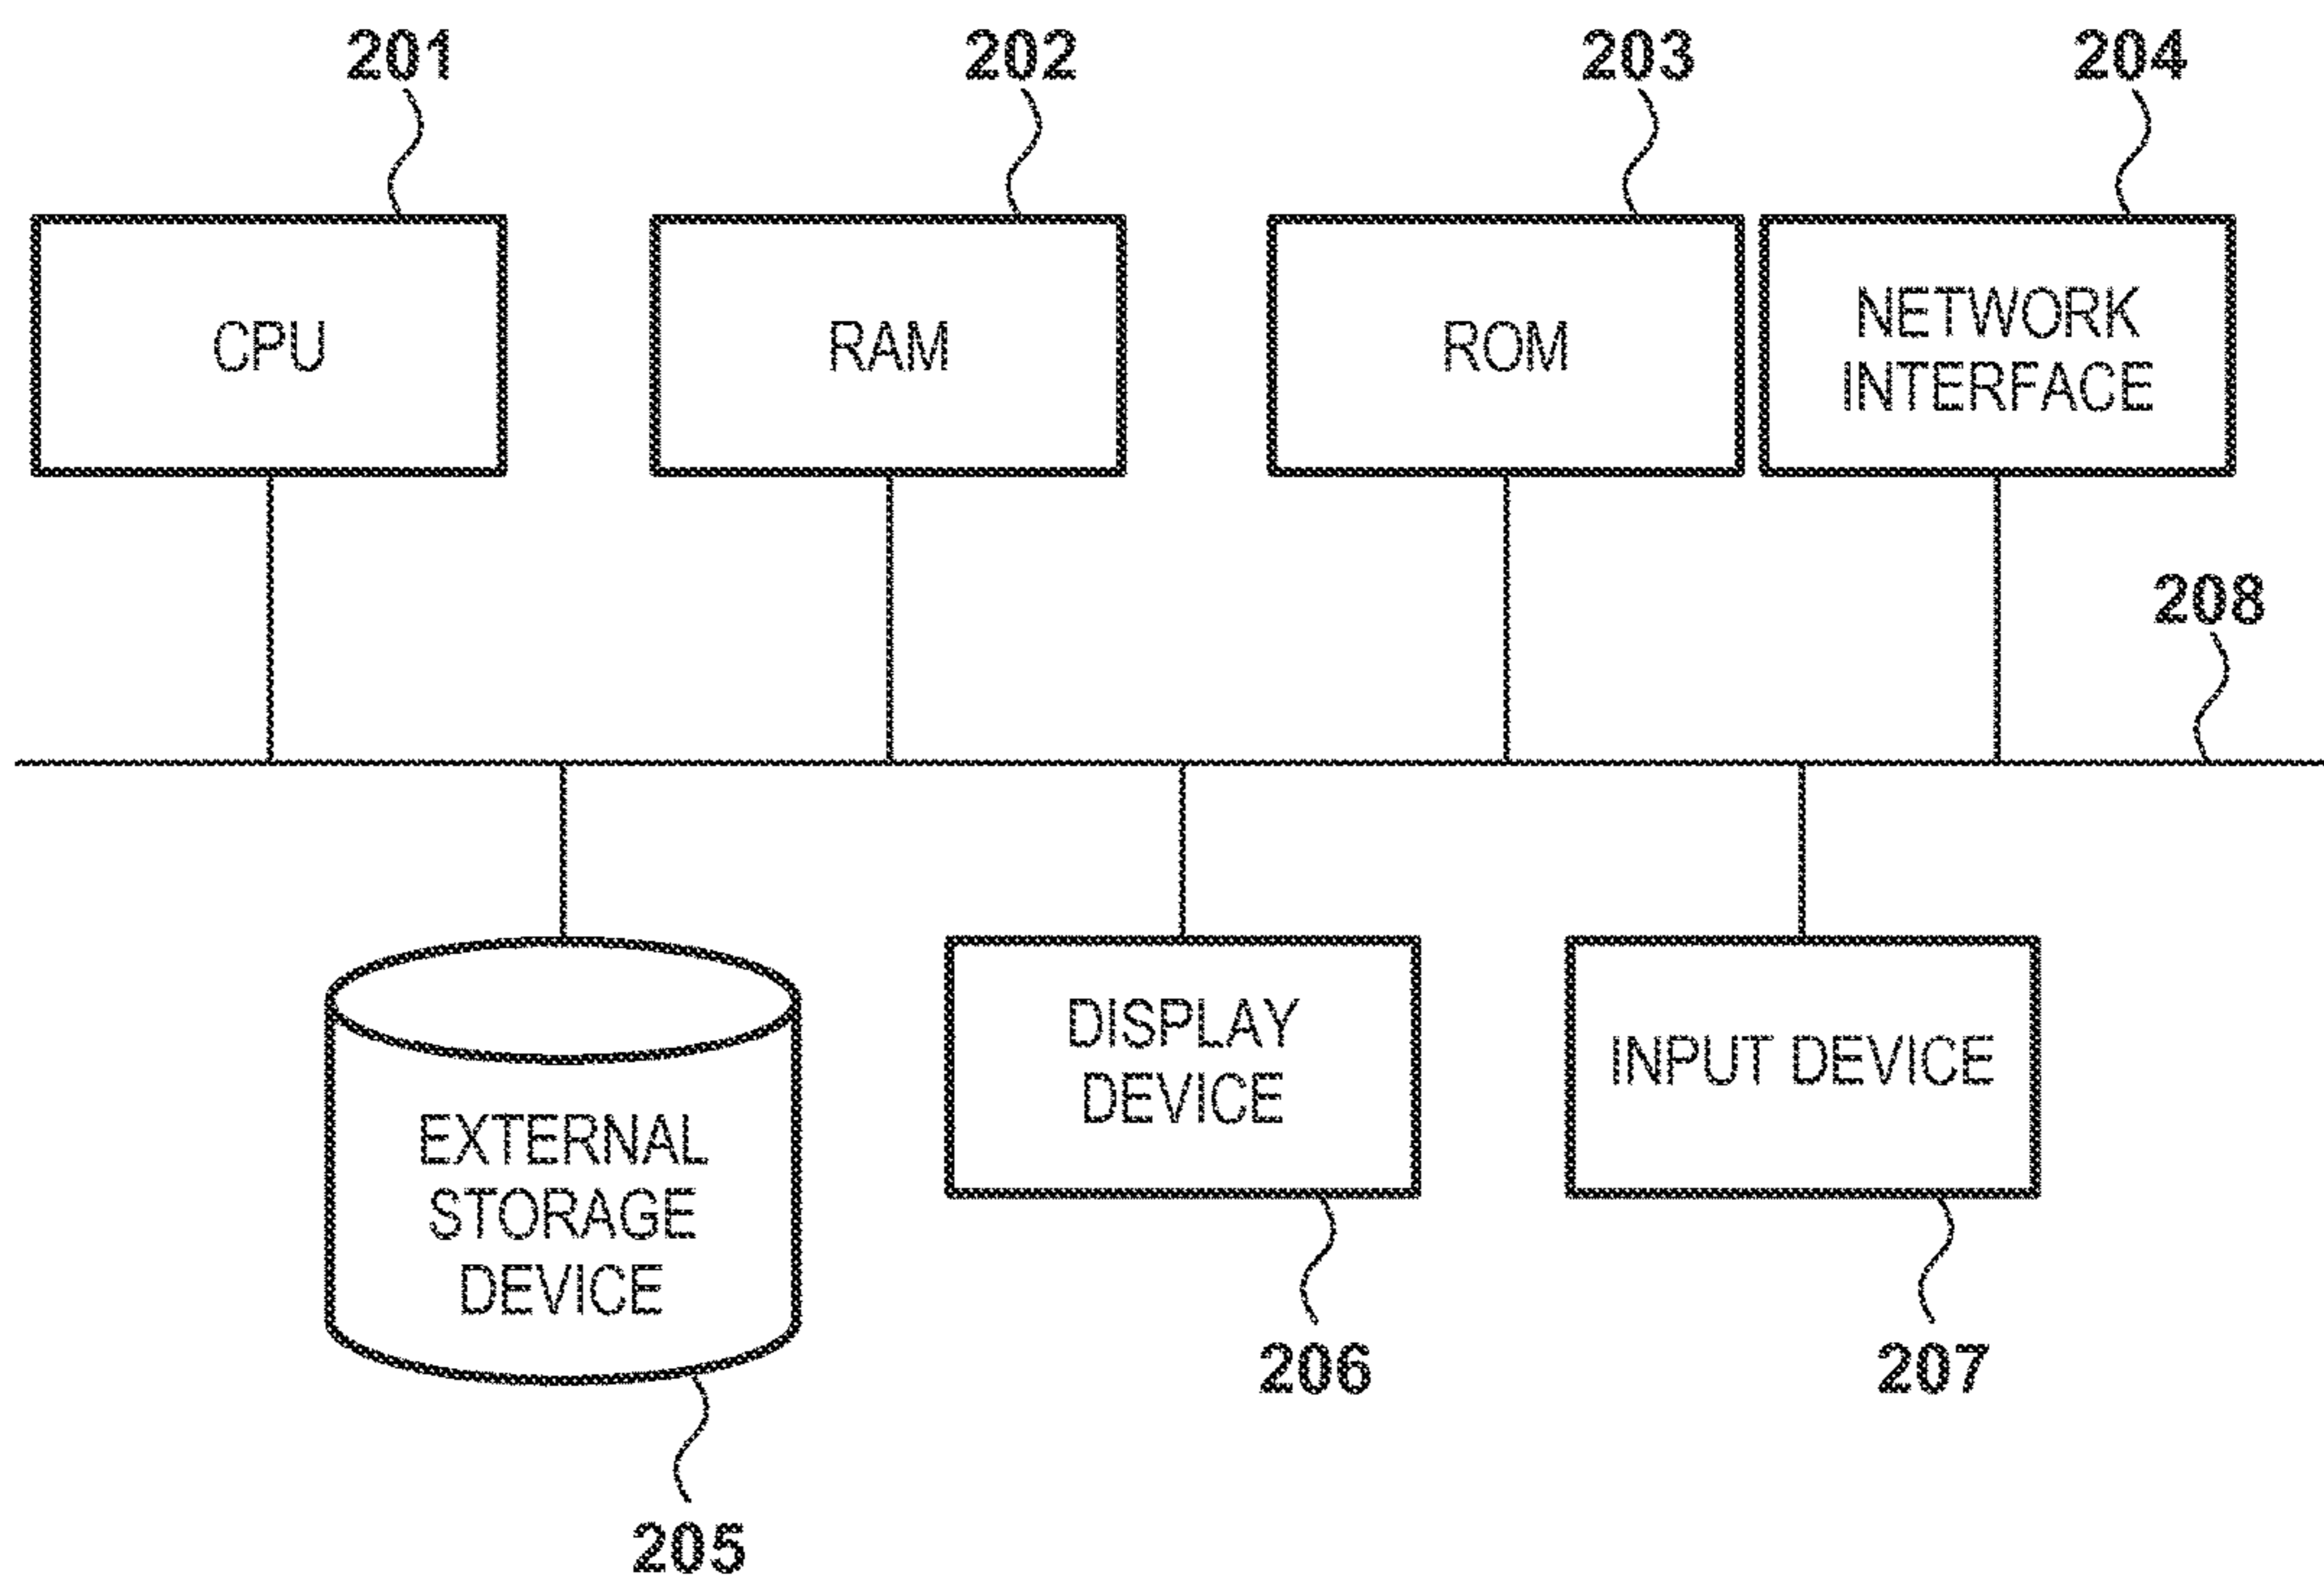 201
202
203
204
CPU
RAM
ROM
NETWORK
INTERFACE
208
EXTERNAL
STORAGE
DEVICE
DISPLAY
DEVICE
INPUT DEVICE
206
207
205